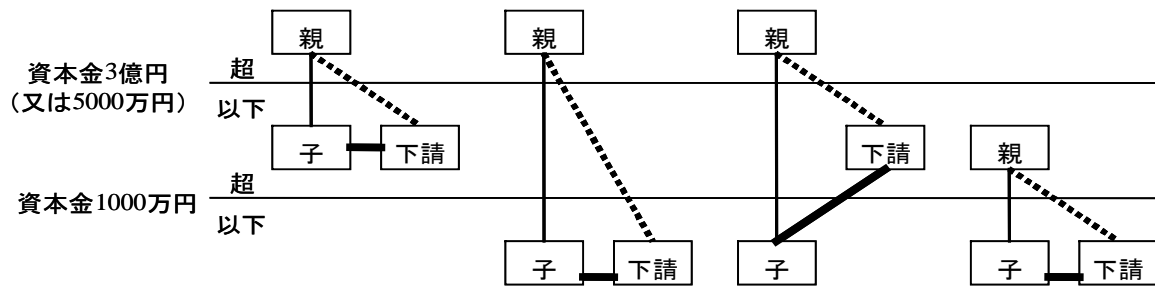 親 親 親
資本金3億円
（又は5000万円）
超
以下
子 下請 下請 親
資本金1000万円
超
以下
子 下請 子 子 下請